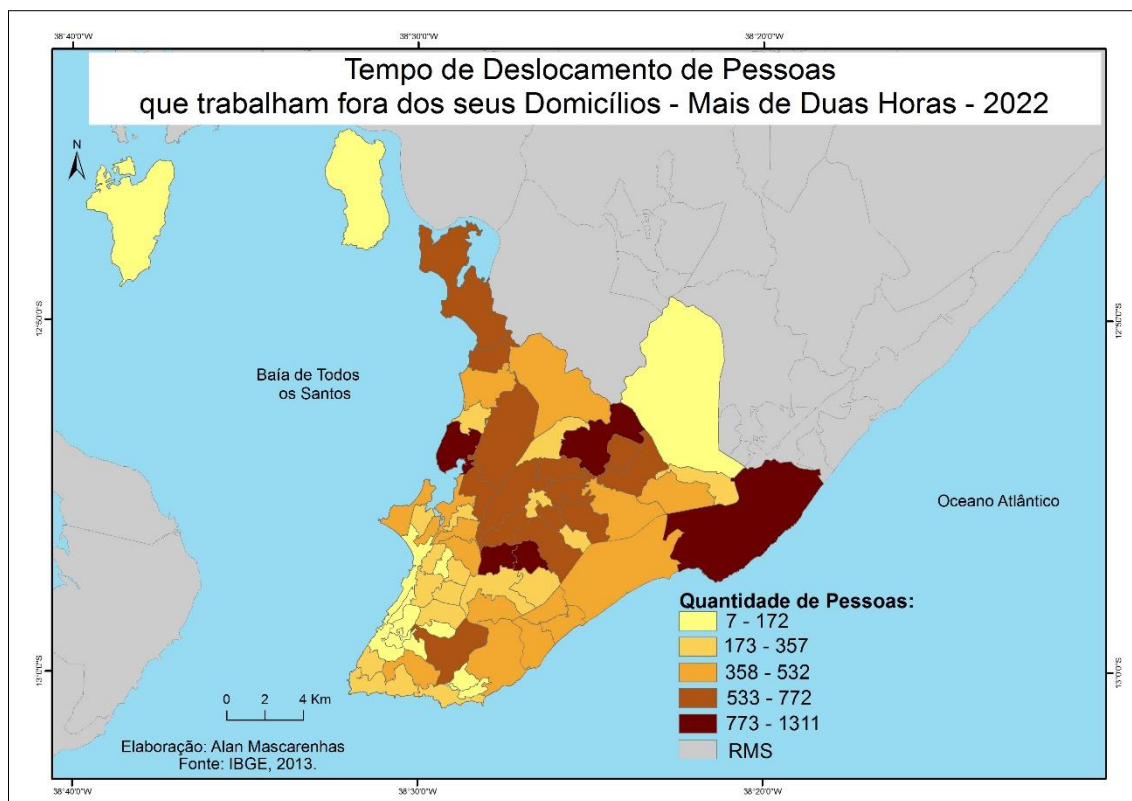 38°40'0"W
38°30'0"W
38°20'0"W
Tempo de Deslocamento de Pessoas
que trabalham fora dos seus Domicílios - Mais de Duas Horas - 2022
N
12°50'0"S
12°50'0"S
Baía de Todos
os Santos
Oceano Atlântico
Quantidade de Pessoas:
7 - 172
173 - 357
358 - 532
533 - 772
773 - 1311
RMS
13°0'0"S
13°0'0"S
0 2 4 Km
Elaboração: Alan Mascarenhas
Fonte: IBGE, 2013.
38°40'0"W
38°30'0"W
38°20'0"W